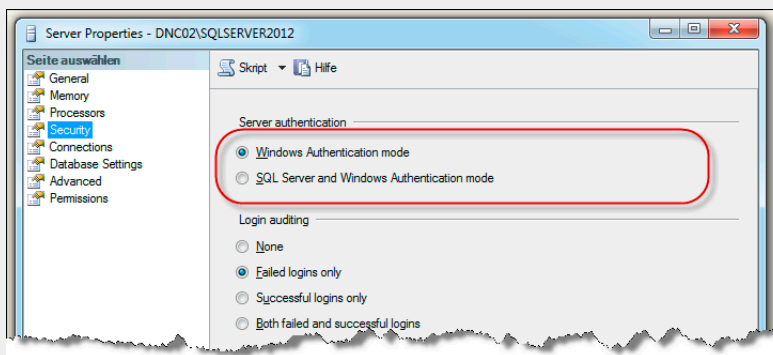 Server Properties - DNC02\SQLSERVER2012
Seite auswählen
General
Memory
Processors
Security
Connections
Database Settings
Advanced
Permissions
Skript
Hilfe
Server authentication
Windows Authentication mode
SQL Server and Windows Authentication mode
Login auditing
None
Failed logins only
Successful logins only
Both failed and successful logins